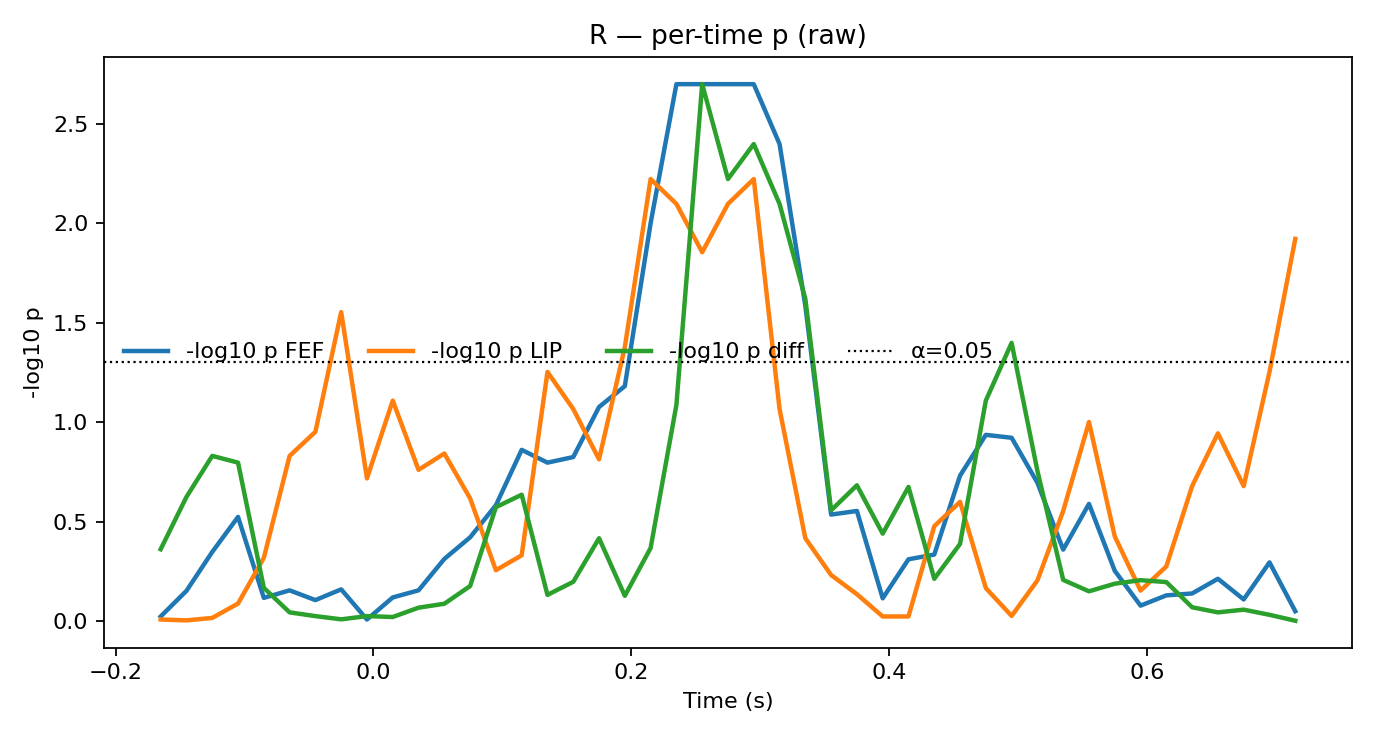 R — per-time p (raw)
-log10 p
2.5
2.0
1.5
1.0
0.5
0.0
-log10 p FEF -log10 p LIP -log10 p diff α=0.05
−0.2 0.0 0.2 0.4 0.6
Time (s)